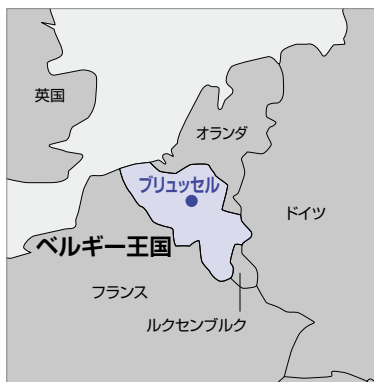 英国
オランダ
ブリュッセル
ドイツ
ベルギー王国
フランス
ルクセンブルク